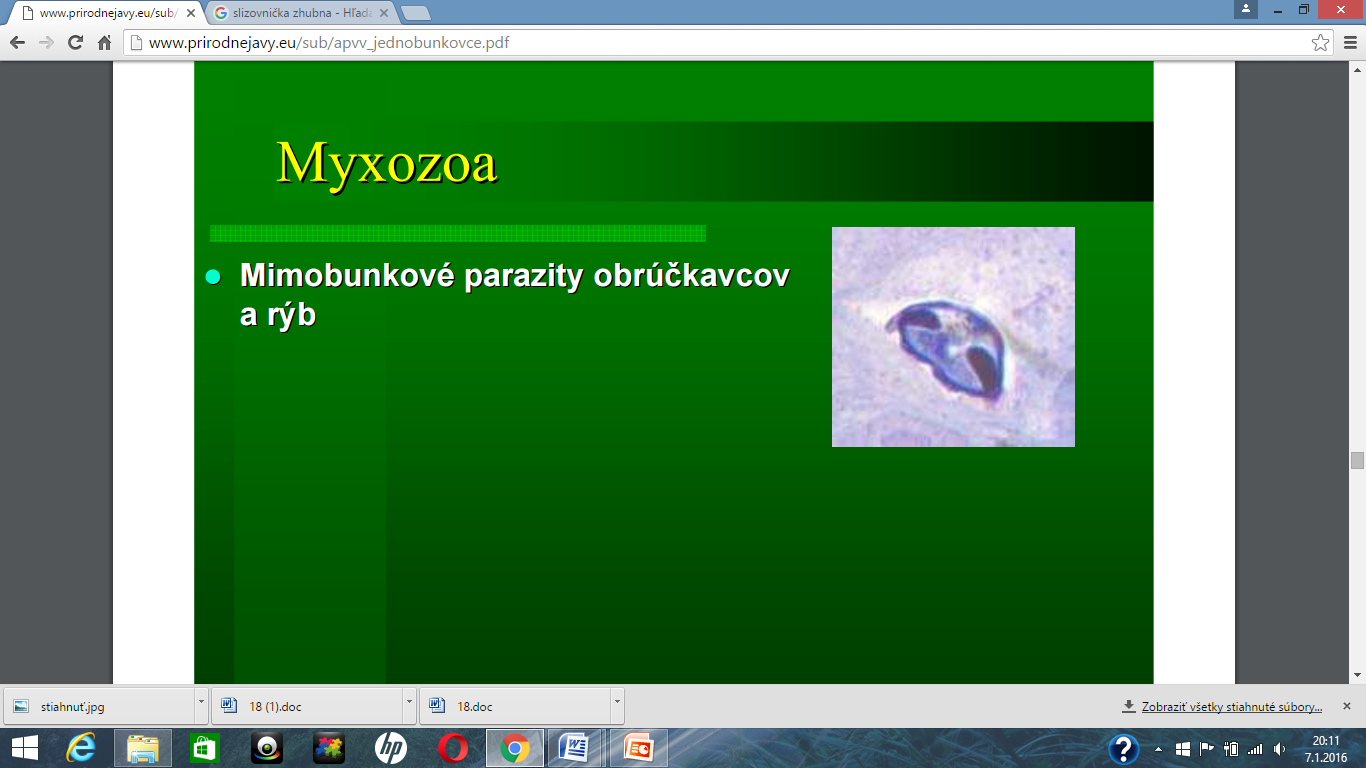 www.prirodnejavy.eu/sub/
slizovnička zhubna - Hľada
www.prirodnejavy.eu/sub/apvv_jednobunkovce.pdf
Myxozoa
Mimobunkové parazity obrúčkavcov
a rýb
stiahnuť.jpg
18 (1).doc
18.doc
Zobraziť všetky stiahnuté súbory...
20:11
7.1.2016